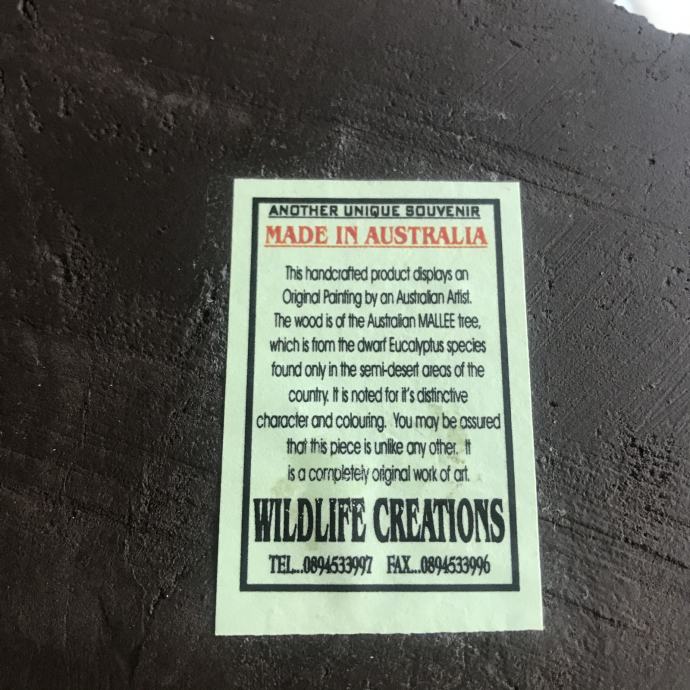 ANOTHER UNIQUE SOUVENIR
MADE IN AUSTRALIA
This handcrafted product displays an
Original Painting by an Australian Artist.
The wood is of the Australian MALLEE tree,
which is from the dwarf Eucalyptus species
found only in the semi-desert areas of the
country. It is noted for it's distinctive
character and colouring. You may be assured
that this piece is unlike any other. It
is a completely original work of art.
WILDLIFE CREATIONS
TEL...0894533997 FAX...0894533996